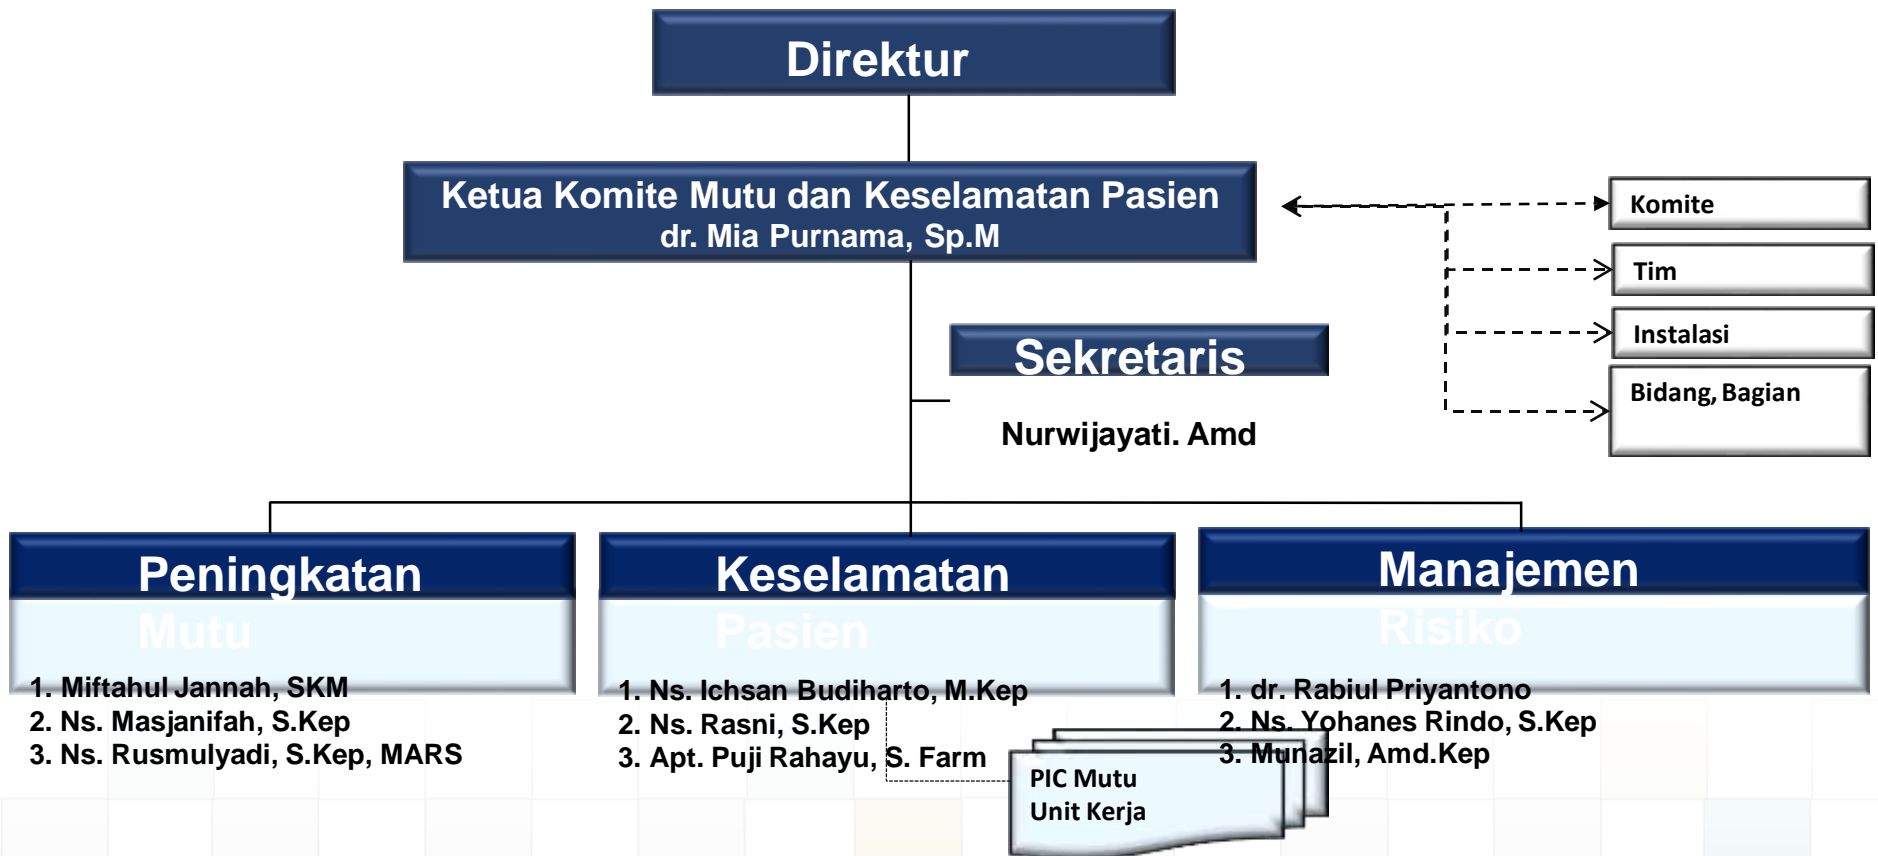 Direktur
Ketua Komite Mutu dan Keselamatan Pasien
dr. Mia Purnama, Sp.M
Komite
Tim
Instalasi
Bidang, Bagian
Sekretaris
Nurwijayati. Amd
Peningkatan
Mutu
1. Miftahul Jannah, SKM
2. Ns. Masjanifah, S.Kep
3. Ns. Rusmulyadi, S.Kep, MARS
Keselamatan
Pasien
1. Ns. Ichsan Budiharto, M.Kep
2. Ns. Rasni, S.Kep
3. Apt. Puji Rahayu, S. Farm
Manajemen
Risiko
1. dr. Rabiul Priyantono
2. Ns. Yohanes Rindo, S.Kep
3. Munazil, Amd.Kep
PIC Mutu
Unit Kerja